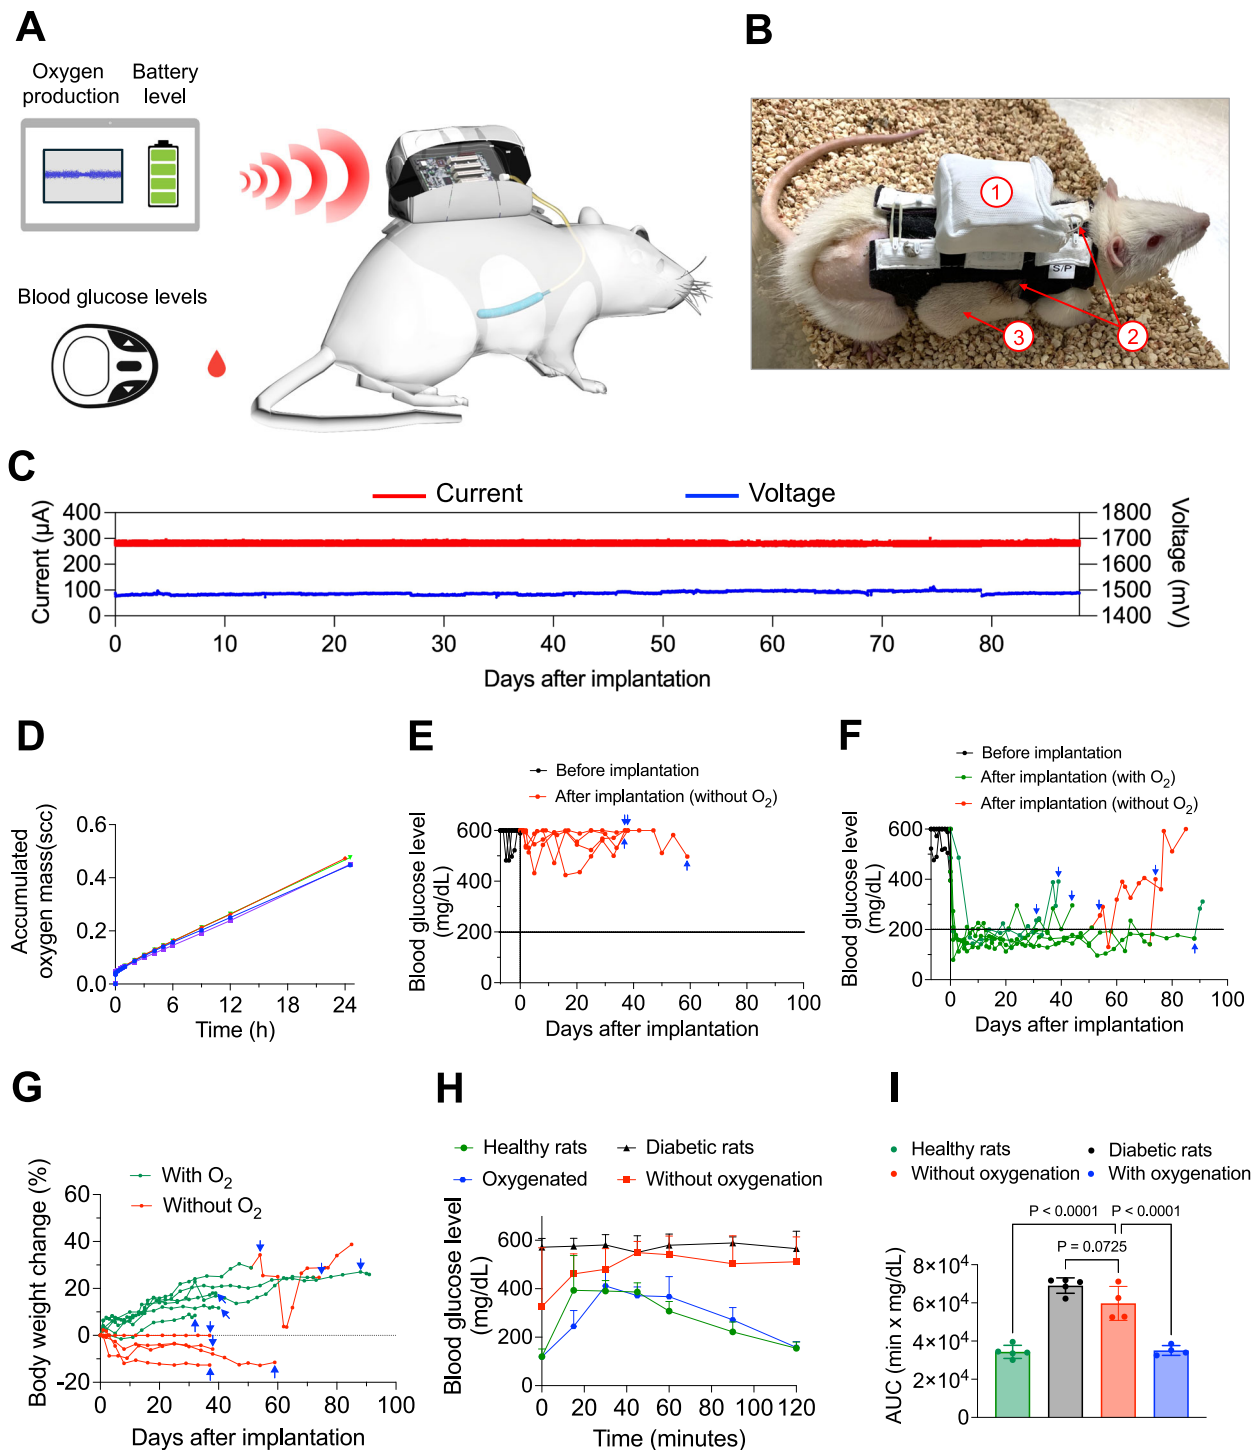 A
Oxygen
production
Battery
level
Blood glucose levels
B
1
2
3
S/P
C
Current
Voltage
Current (µA)
400
300
200
100
0
1800
1700
1600
1500
1400
Voltage (mV)
0 10 20 30 40 50 60 70 80
Days after implantation
D
Accumulated
oxygen mass(scc)
0.6
0.4
0.2
0.0
0 6 12 18 24
Time (h)
E
Before implantation
After implantation (without O2)
Blood glucose level
(mg/dL)
600
400
200
0
0 20 40 60 80 100
Days after implantation
F
Before implantation
After implantation (with O2)
After implantation (without O2)
Blood glucose level
(mg/dL)
600
400
200
0
0 20 40 60 80 100
Days after implantation
G
With O2
Without O2
Body weight change (%)
60
40
20
0
-20
0 20 40 60 80 100
Days after implantation
H
Healthy rats
Diabetic rats
Oxygenated
Without oxygenation
Blood glucose level
(mg/dL)
800
600
400
200
0
0 20 40 60 80 100 120
Time (minutes)
I
Healthy rats
Diabetic rats
Without oxygenation
With oxygenation
P < 0.0001
P < 0.0001
P = 0.0725
AUC (min x mg/dL)
8×10⁴
6×10⁴
4×10⁴
2×10⁴
0